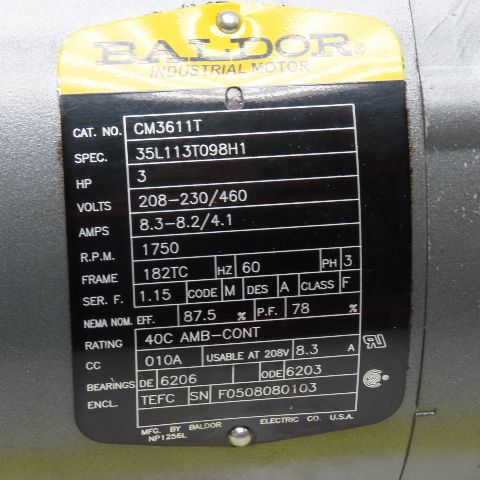 BALDOR®
INDUSTRIAL MOTOR
CAT. NO. CM3611T
SPEC. 35L113T098H1
HP 3
VOLTS 208-230/460
AMPS 8.3-8.2/4.1
R.P.M. 1750
FRAME 182TC HZ 60 PH 3
SER. F. 1.15 CODE M DES A CLASS F
NEMA NOM. EFF. 87.5 % P.F. 78 %
RATING 40C AMB-CONT
CC 010A USABLE AT 208V 8.3 A
BEARINGS DE 6206 ODE 6203
ENCL. TEFC SN F0508080103
MFG. BY BALDOR ELECTRIC CO. U.S.A.
NP1256L